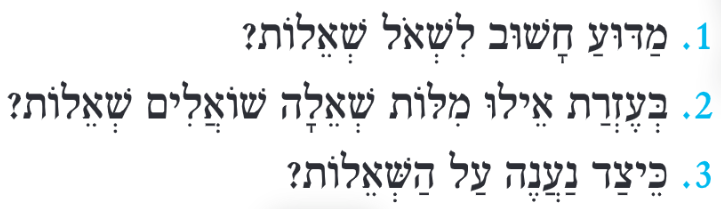 1. מַדּוּעַ חָשׁוּב לִשְׁאֹל שְׁאֵלוֹת?
2. בְּעֶזְרַת אֵילוּ מִלּוֹת שְׁאֵלָה שׁוֹאֲלִים שְׁאֵלוֹת?
3. כֵּיצַד נַעֲנֶה עַל הַשְּׁאֵלוֹת?